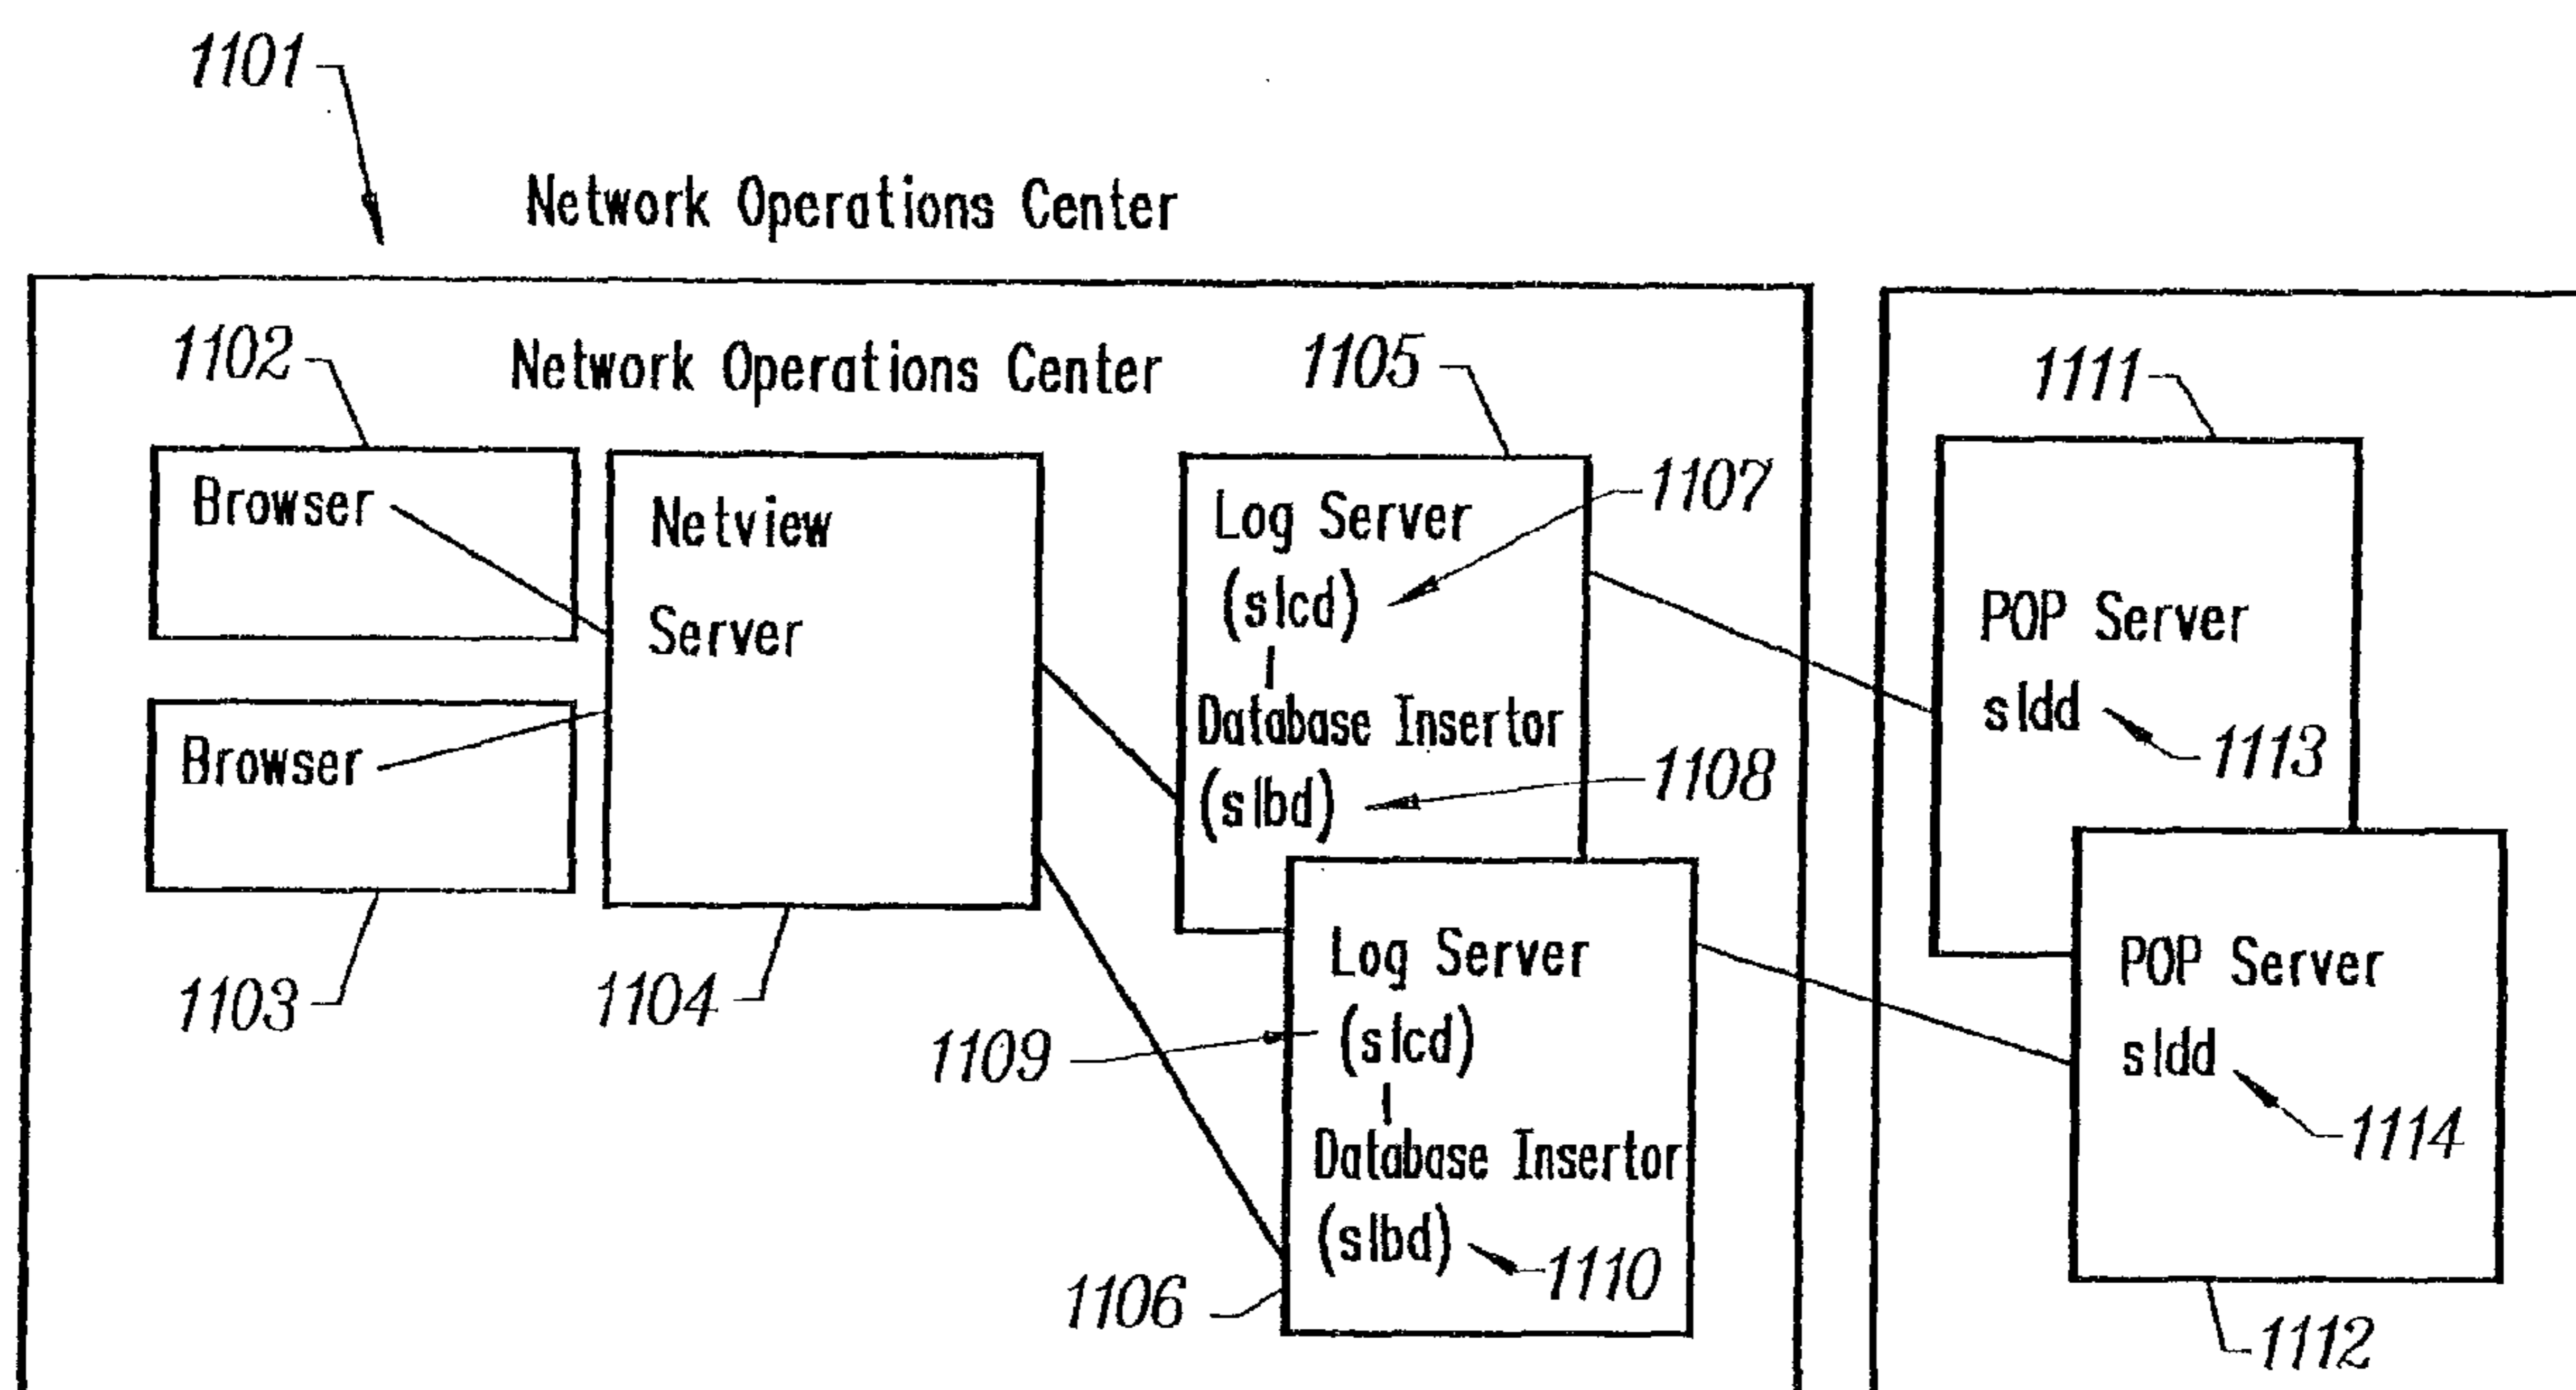 1101
Network Operations Center
1102
Network Operations Center
1105
1111
Browser
Netview
Server
Log Server
1107
(slcd)
Database Insertor
(slbd)
1108
POP Server
sldd
1113
Browser
1103
1104
Log Server
1109
(slcd)
Database Insertor
(slbd)
1110
1106
POP Server
sldd
1114
1112